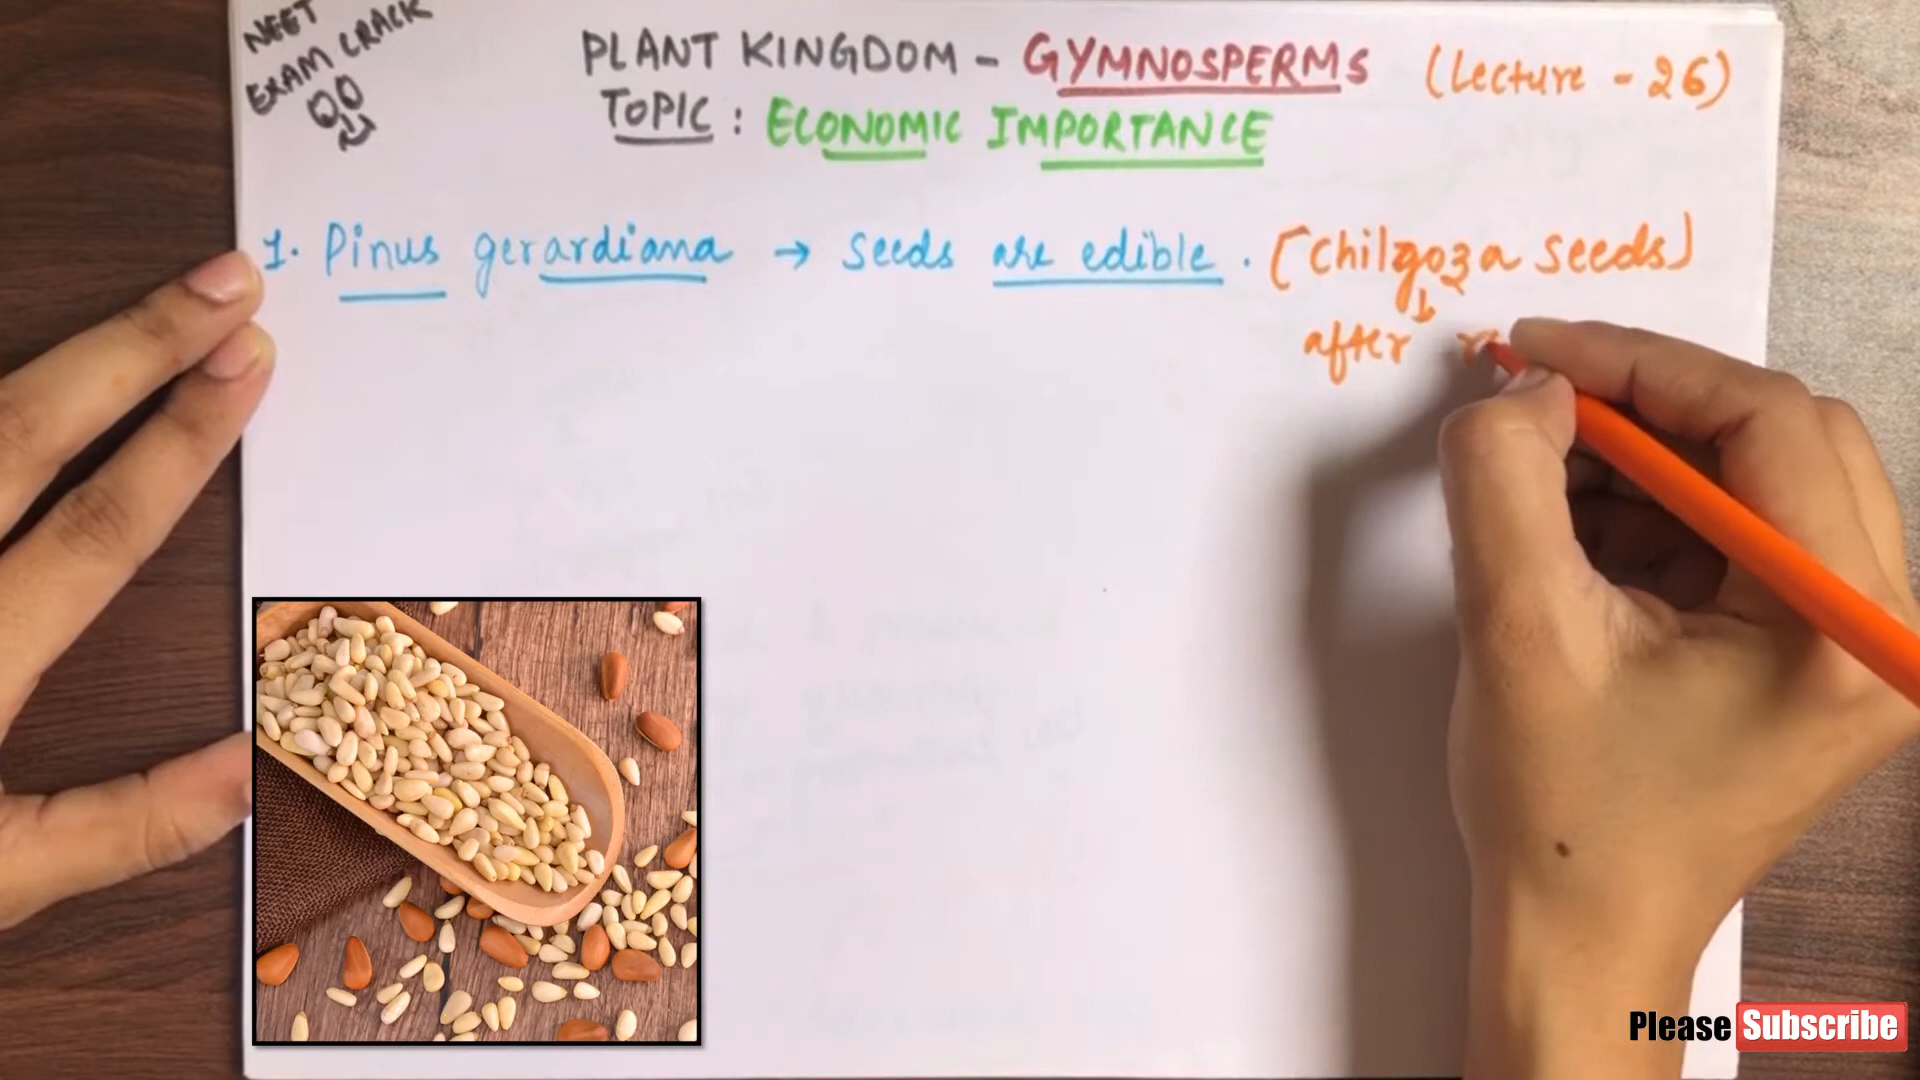 NEET
EXAM CRACK
PLANT KINGDOM - GYMNOSPERMS (Lecture - 26)
TOPIC : ECONOMIC IMPORTANCE
1. Pinus gerardiana → seeds are edible. (Chilgoza seeds)
after
Please Subscribe